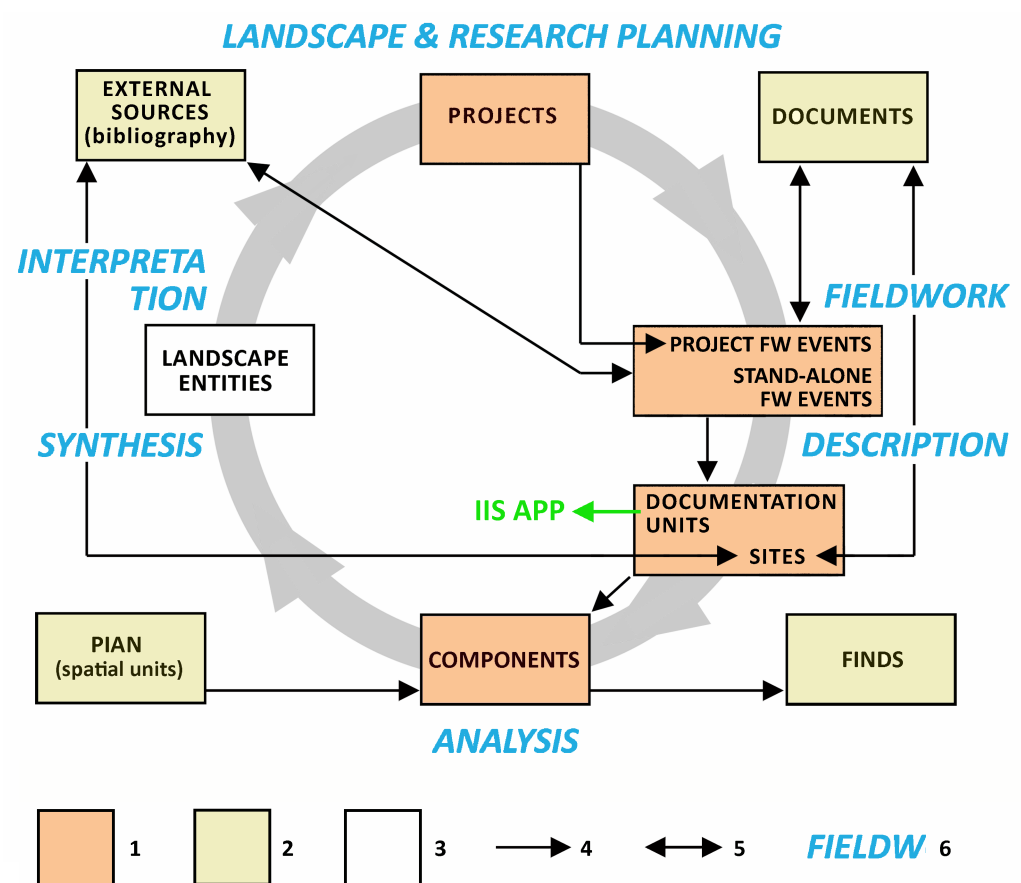 LANDSCAPE & RESEARCH PLANNING
EXTERNAL
SOURCES
(bibliography)
PROJECTS
DOCUMENTS
INTERPRETA
TION
FIELDWORK
LANDSCAPE
ENTITIES
PROJECT FW EVENTS
STAND-ALONE
FW EVENTS
SYNTHESIS
DESCRIPTION
IIS APP
DOCUMENTATION
UNITS
SITES
PIAN
(spatial units)
COMPONENTS
FINDS
ANALYSIS
1
2
3
4
5
FIELDW
6